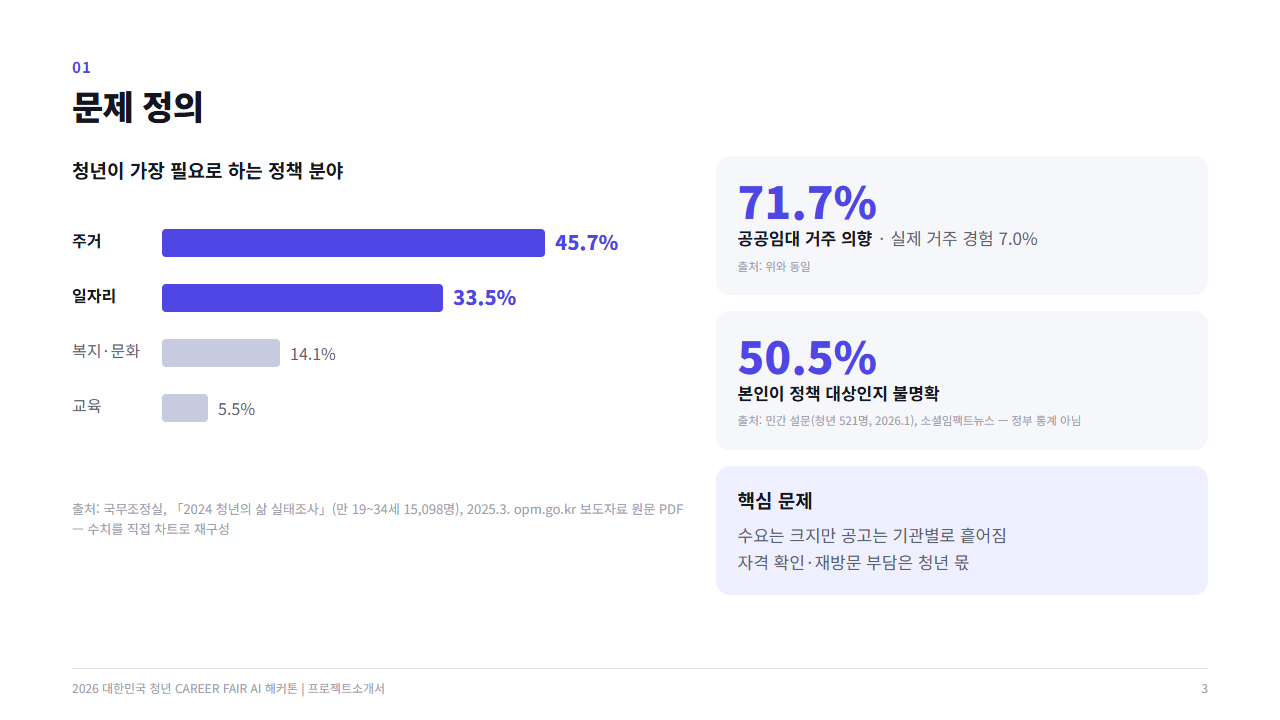 01
문제 정의
청년이 가장 필요로 하는 정책 분야
주거 45.7%
일자리 33.5%
복지·문화 14.1%
교육 5.5%
출처: 국무조정실, 「2024 청년의 삶 실태조사」(만 19~34세 15,098명), 2025.3. opm.go.kr 보도자료 원문 PDF
— 수치를 직접 차트로 재구성
71.7%
공공임대 거주 의향 · 실제 거주 경험 7.0%
출처: 위와 동일
50.5%
본인이 정책 대상인지 불명확
출처: 민간 설문(청년 521명, 2026.1), 소셜임팩트뉴스 — 정부 통계 아님
핵심 문제
수요는 크지만 공고는 기관별로 흩어짐
자격 확인·재방문 부담은 청년 몫
2026 대한민국 청년 CAREER FAIR AI 해커톤 | 프로젝트소개서
3